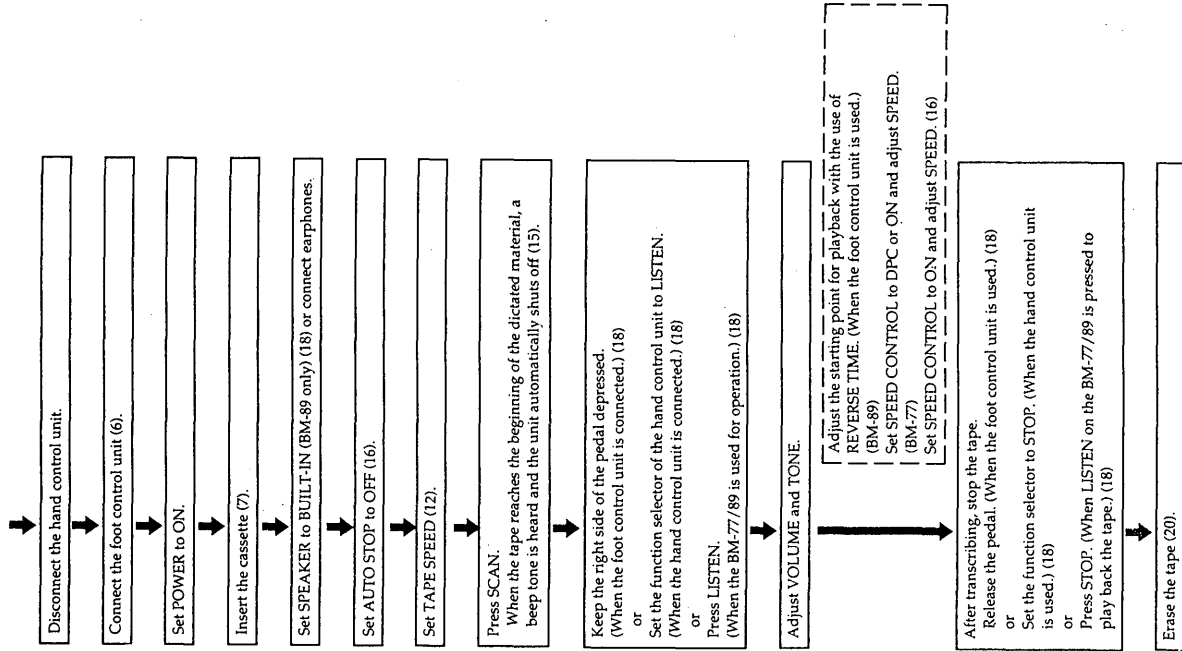 Disconnect the hand control unit.
Connect the foot control unit (6).
Set POWER to ON.
Insert the cassette (7).
Set SPEAKER to BUILT-IN (BM-89 only) (18) or connect earphones.
Set AUTO STOP to OFF (16).
Set TAPE SPEED (12).
Press SCAN.
When the tape reaches the beginning of the dictated material, a
beep tone is heard and the unit automatically shuts off (15).
Keep the right side of the pedal depressed.
(When the foot control unit is connected.) (18)
or
Set the function selector of the hand control unit to LISTEN.
(When the hand control unit is connected.) (18)
or
Press LISTEN.
(When the BM-77/89 is used for operation.) (18)
Adjust VOLUME and TONE.
Adjust the starting point for playback with the use of
REVERSE TIME. (When the foot control unit is used.)
(BM-89)
Set SPEED CONTROL to DPC or ON and adjust SPEED.
(BM-77)
Set SPEED CONTROL to ON and adjust SPEED. (16)
After transcribing, stop the tape.
Release the pedal. (When the foot control unit is used.) (18)
or
Set the function selector to STOP. (When the hand control unit
is used.) (18)
or
Press STOP. (When LISTEN on the BM-77/89 is pressed to
play back the tape.) (18)
Erase the tape (20).